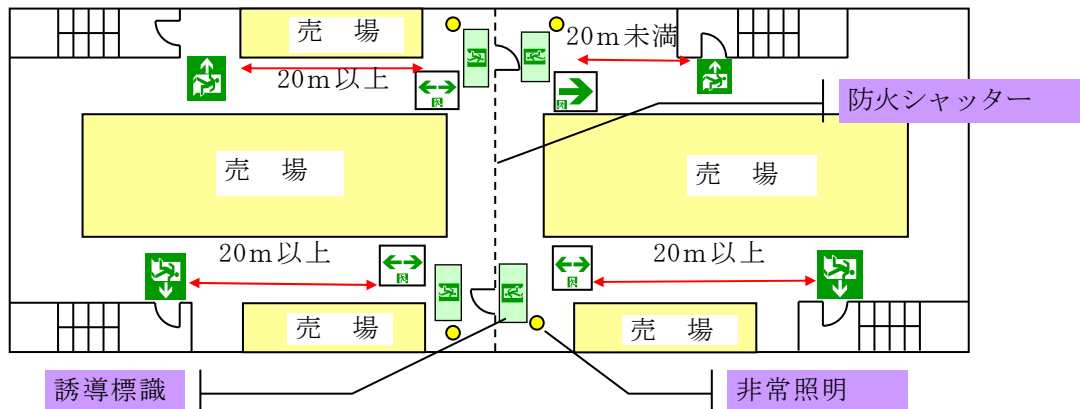 売　場
20m未満
20m以上
防火シャッター
売　場
売　場
20m以上
20m以上
売　場
売　場
誘導標識
非常照明